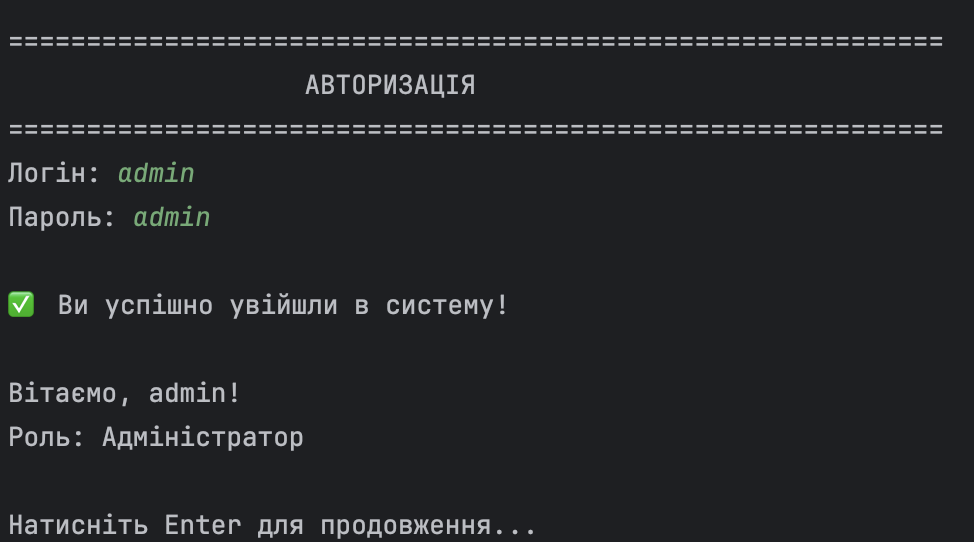 ============================================================
АВТОРИЗАЦІЯ
============================================================
Логін: admin
Пароль: admin
✅ Ви успішно увійшли в систему!
Вітаємо, admin!
Роль: Адміністратор
Натисніть Enter для продовження...